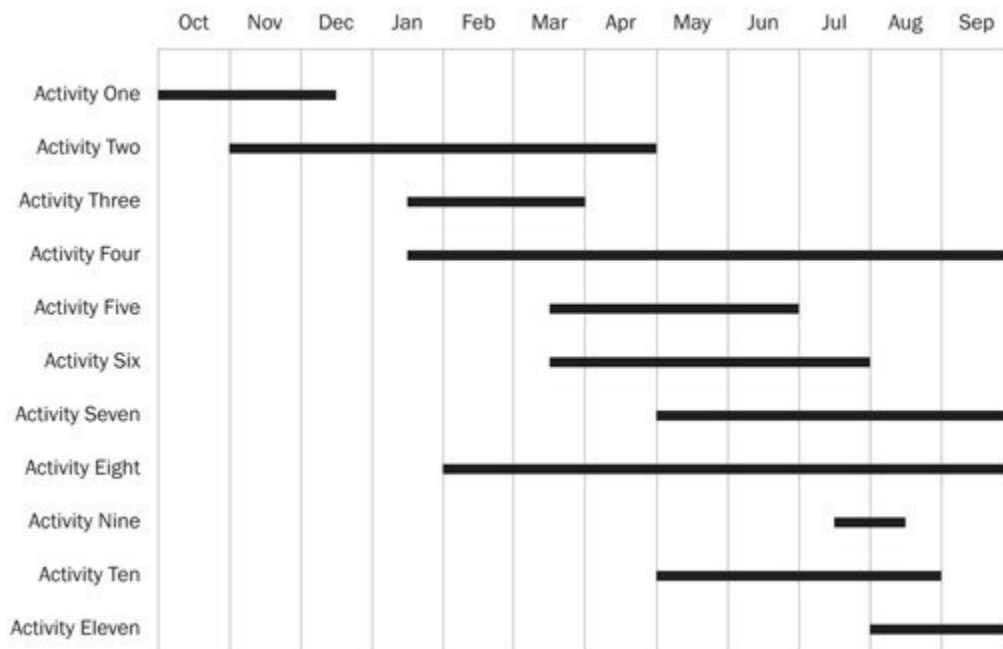 Oct Nov Dec Jan Feb Mar Apr May Jun Jul Aug Sep
Activity One
Activity Two
Activity Three
Activity Four
Activity Five
Activity Six
Activity Seven
Activity Eight
Activity Nine
Activity Ten
Activity Eleven